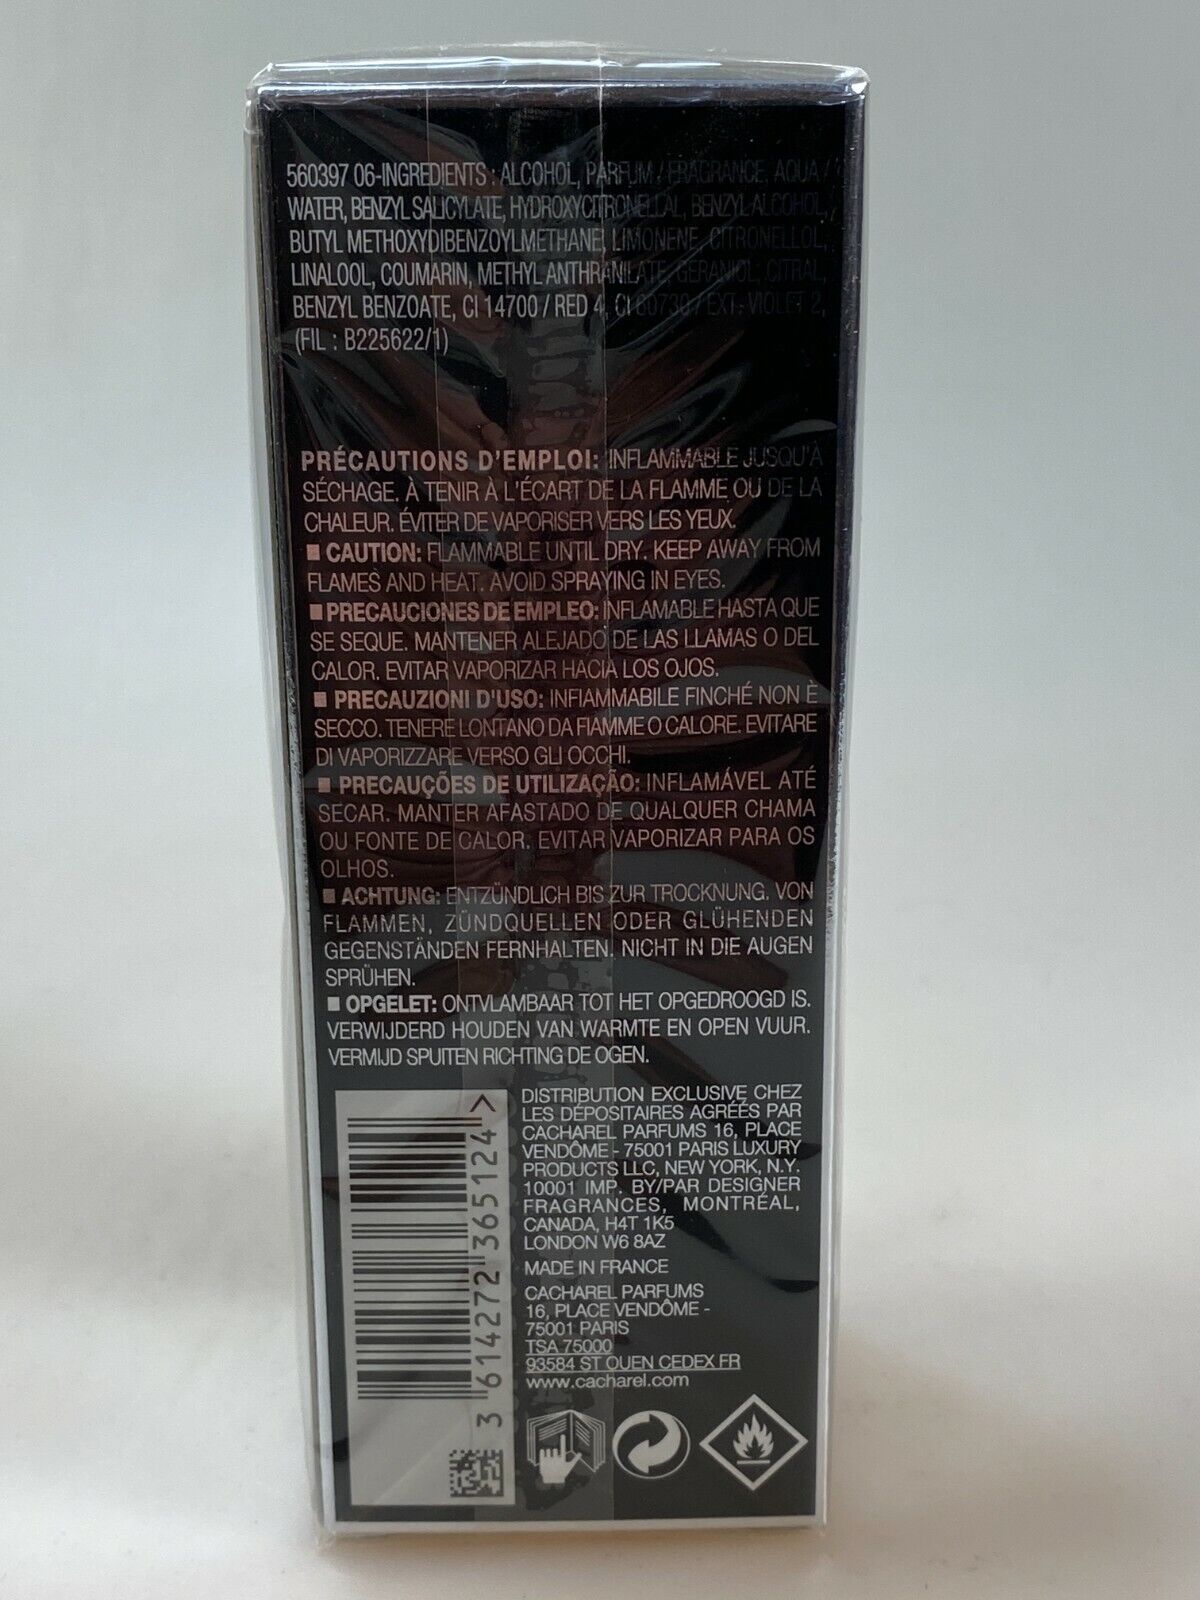 560397 06-INGREDIENTS : ALCOHOL, PARFUM / FRAGRANCE, AQUA /
WATER, BENZYL SALICYLATE, HYDROXYCITRONELLAL, BENZYL ALCOHOL,
BUTYL METHOXYDIBENZOYLMETHANE, LIMONENE, CITRONELLOL,
LINALOOL, COUMARIN, METHYL ANTHRANILATE, GERANIOL, CITRAL,
BENZYL BENZOATE, CI 14700 / RED 4, CI 60730 / EXT. VIOLET 2,
(FIL : B225622/1)
PRÉCAUTIONS D'EMPLOI: INFLAMMABLE JUSQU'À
SÉCHAGE. À TENIR À L'ÉCART DE LA FLAMME OU DE LA
CHALEUR. ÉVITER DE VAPORISER VERS LES YEUX.
■ CAUTION: FLAMMABLE UNTIL DRY. KEEP AWAY FROM
FLAMES AND HEAT. AVOID SPRAYING IN EYES.
■ PRECAUCIONES DE EMPLEO: INFLAMABLE HASTA QUE
SE SEQUE. MANTENER ALEJADO DE LAS LLAMAS O DEL
CALOR. EVITAR VAPORIZAR HACIA LOS OJOS.
■ PRECAUZIONI D'USO: INFIAMMABILE FINCHÉ NON È
SECCO. TENERE LONTANO DA FIAMME O CALORE. EVITARE
DI VAPORIZZARE VERSO GLI OCCHI.
■ PRECAUÇÕES DE UTILIZAÇÃO: INFLAMÁVEL ATÉ
SECAR. MANTER AFASTADO DE QUALQUER CHAMA
OU FONTE DE CALOR. EVITAR VAPORIZAR PARA OS
OLHOS.
■ ACHTUNG: ENTZÜNDLICH BIS ZUR TROCKNUNG. VON
FLAMMEN, ZÜNDQUELLEN ODER GLÜHENDEN
GEGENSTÄNDEN FERNHALTEN. NICHT IN DIE AUGEN
SPRÜHEN.
■ OPGELET: ONTVLAMBAAR TOT HET OPGEDROOGD IS.
VERWIJDERD HOUDEN VAN WARMTE EN OPEN VUUR.
VERMIJD SPUITEN RICHTING DE OGEN.
DISTRIBUTION EXCLUSIVE CHEZ
LES DÉPOSITAIRES AGRÉÉS PAR
CACHAREL PARFUMS 16, PLACE
VENDÔME - 75001 PARIS LUXURY
PRODUCTS LLC, NEW YORK, N.Y.
10001 IMP. BY/PAR DESIGNER
FRAGRANCES, MONTRÉAL,
CANADA, H4T 1K5
LONDON W6 8AZ
MADE IN FRANCE
CACHAREL PARFUMS
16, PLACE VENDÔME -
75001 PARIS
TSA 75000
93584 ST OUEN CEDEX FR
www.cacharel.com
3 614272 365124 >